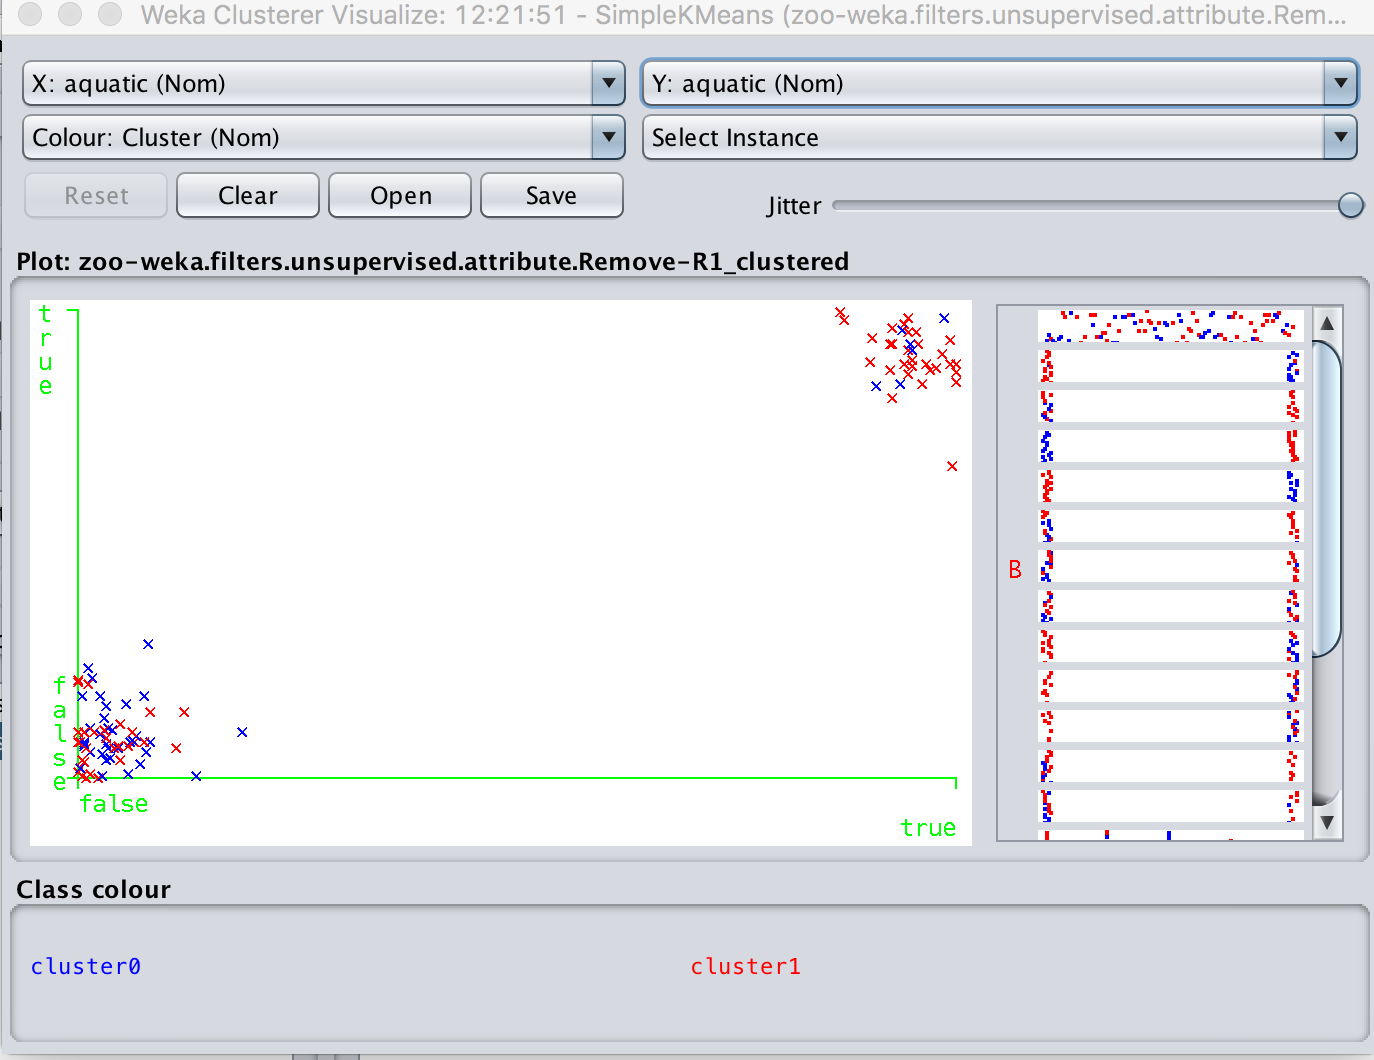 Weka Clusterer Visualize: 12:21:51 - SimpleKMeans (zoo-weka.filters.unsupervised.attribute.Rem...
X: aquatic (Nom)
Y: aquatic (Nom)
Colour: Cluster (Nom)
Select Instance
Reset
Clear
Open
Save
Jitter
Plot: zoo-weka.filters.unsupervised.attribute.Remove-R1_clustered
true
false
false
true
B
Class colour
cluster0
cluster1